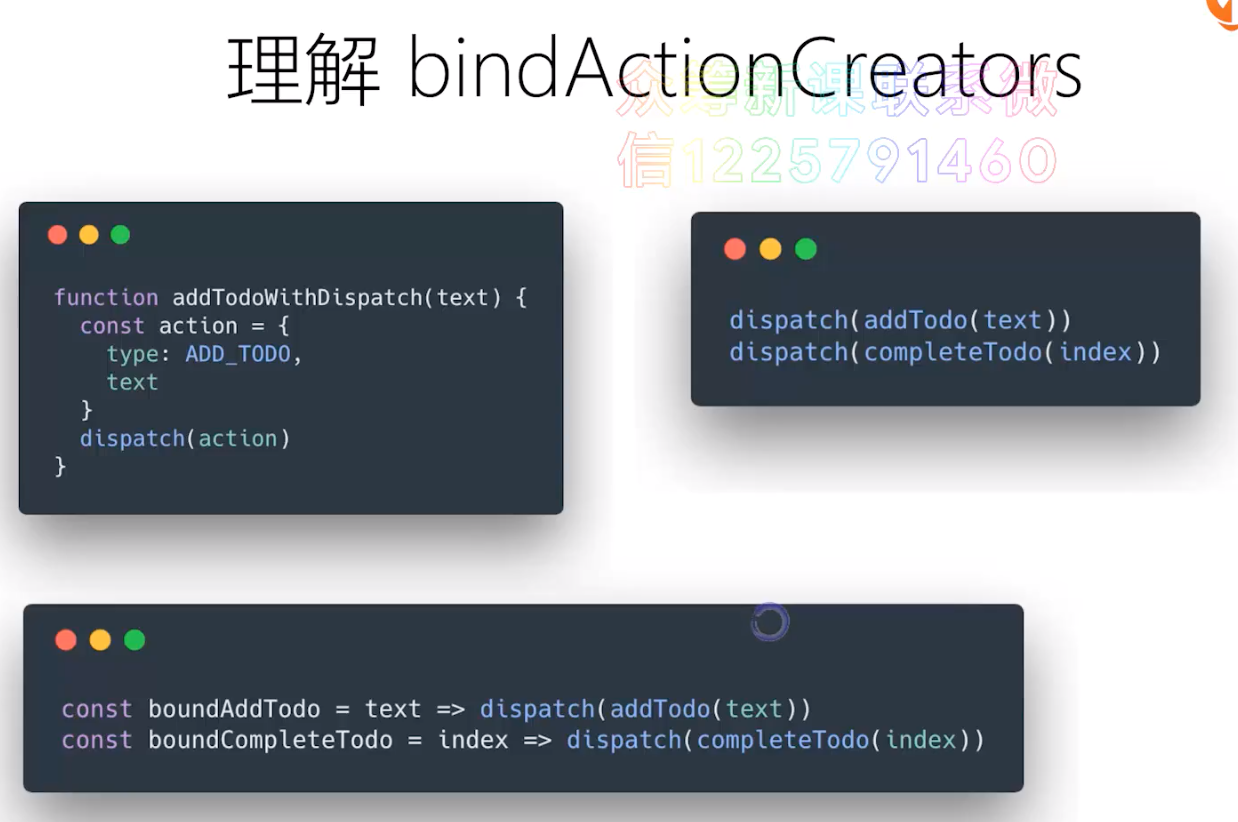 理解 bindActionCreators
众筹新课联系微
信1225791460
function addTodoWithDispatch(text) {
  const action = {
    type: ADD_TODO,
    text
  }
  dispatch(action)
}
dispatch(addTodo(text))
dispatch(completeTodo(index))
const boundAddTodo = text => dispatch(addTodo(text))
const boundCompleteTodo = index => dispatch(completeTodo(index))